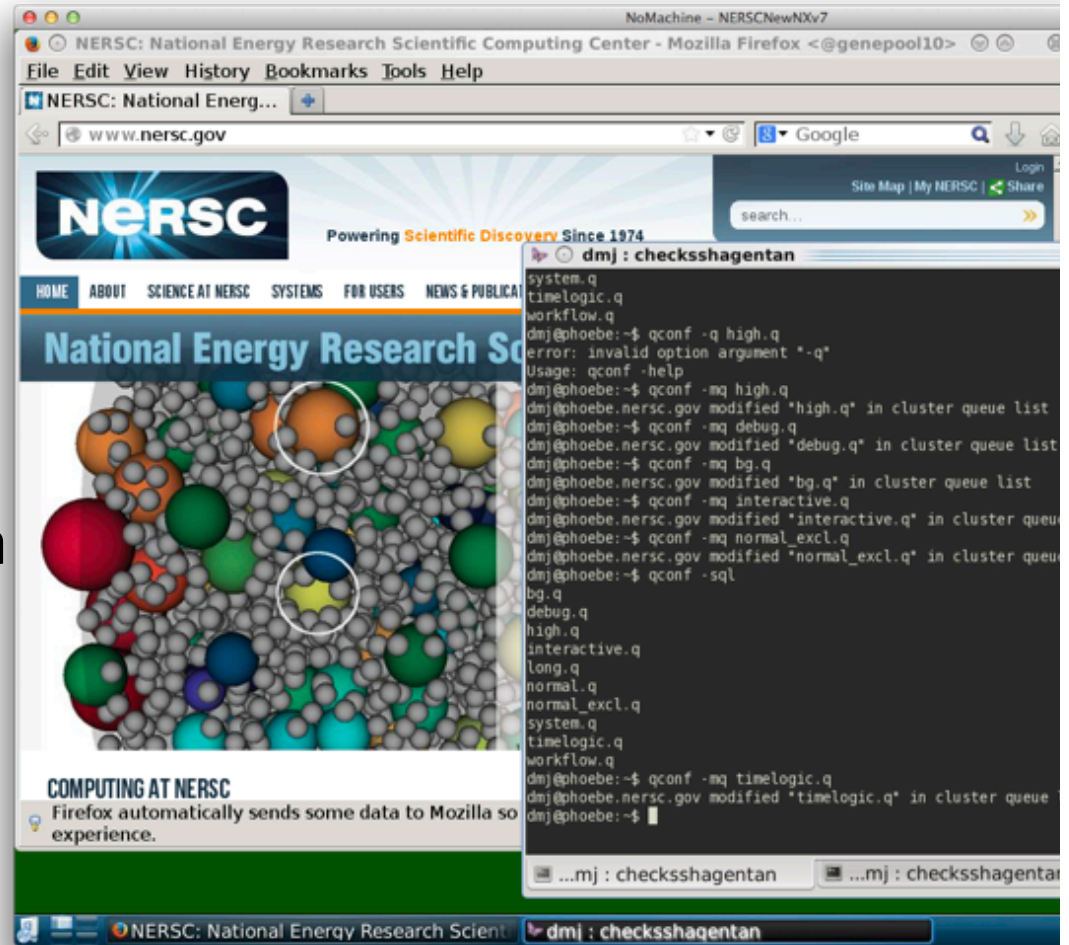 NoMachine – NERSCNewNXv7
NERSC: National Energy Research Scientific Computing Center - Mozilla Firefox <@genepool10>
File Edit View History Bookmarks Tools Help
NERSC: National Energ...
www.nersc.gov
Google
Login
Site Map | My NERSC | Share
search...
NERSC
Powering Scientific Discovery Since 1974
HOME ABOUT SCIENCE AT NERSC SYSTEMS FOR USERS NEWS & PUBLICAT
National Energy Research Sc
n
COMPUTING AT NERSC
Firefox automatically sends some data to Mozilla so
experience.
dmj : checksshagentan
system.q
timelogic.q
workflow.q
dmj@phoebe:~$ qconf -q high.q
error: invalid option argument "-q"
Usage: qconf -help
dmj@phoebe:~$ qconf -mq high.q
dmj@phoebe.nersc.gov modified "high.q" in cluster queue list
dmj@phoebe:~$ qconf -mq debug.q
dmj@phoebe.nersc.gov modified "debug.q" in cluster queue list
dmj@phoebe:~$ qconf -mq bg.q
dmj@phoebe.nersc.gov modified "bg.q" in cluster queue list
dmj@phoebe:~$ qconf -mq interactive.q
dmj@phoebe.nersc.gov modified "interactive.q" in cluster queue
dmj@phoebe:~$ qconf -mq normal_excl.q
dmj@phoebe.nersc.gov modified "normal_excl.q" in cluster queue
dmj@phoebe:~$ qconf -sql
bg.q
debug.q
high.q
interactive.q
long.q
normal.q
normal_excl.q
system.q
timelogic.q
workflow.q
dmj@phoebe:~$ qconf -mq timelogic.q
dmj@phoebe.nersc.gov modified "timelogic.q" in cluster queue l
dmj@phoebe:~$
...mj : checksshagentan ...mj : checksshagentan
NERSC: National Energy Research Scienti dmj : checksshagentan